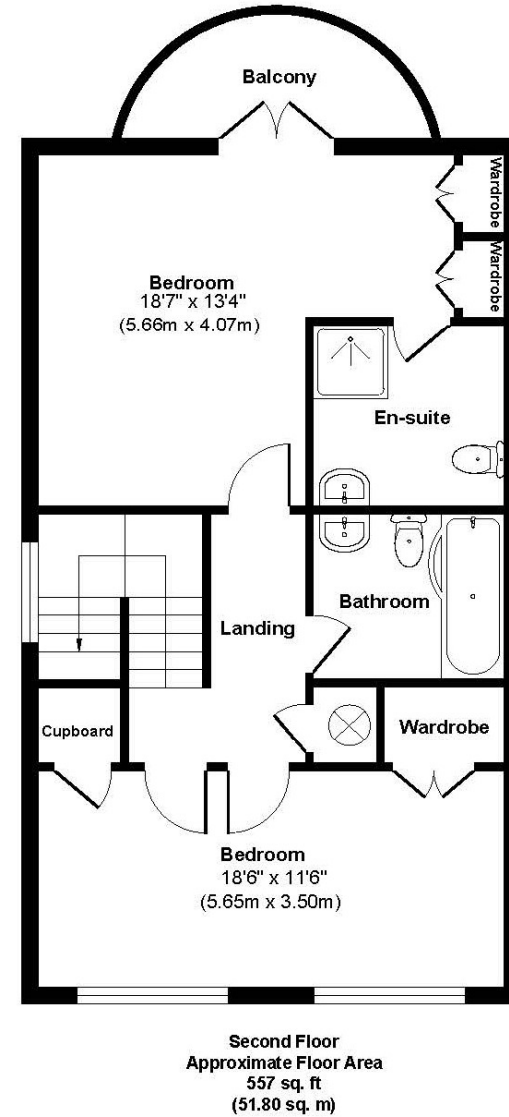 Balcony
Wardrobe
Wardrobe
Bedroom
18'7" x 13'4"
(5.66m x 4.07m)
En-suite
Bathroom
Landing
Cupboard
Wardrobe
Bedroom
18'6" x 11'6"
(5.65m x 3.50m)
Second Floor
Approximate Floor Area
557 sq. ft
(51.80 sq. m)